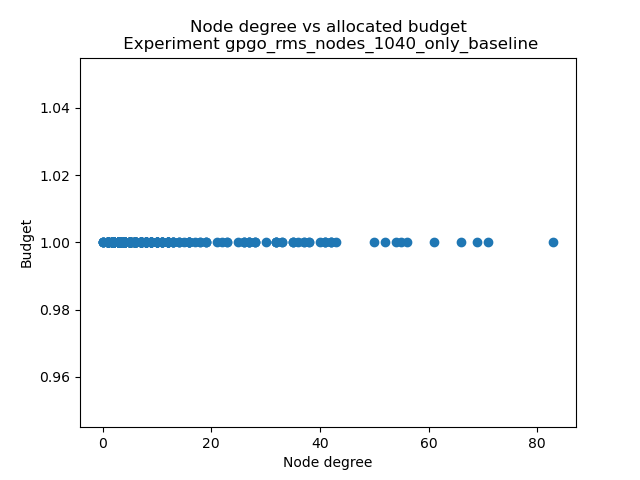 Node degree vs allocated budget
Experiment gpgo_rms_nodes_1040_only_baseline
1.04
1.02
1.00
0.98
0.96
Budget
0
20
40
60
80
Node degree